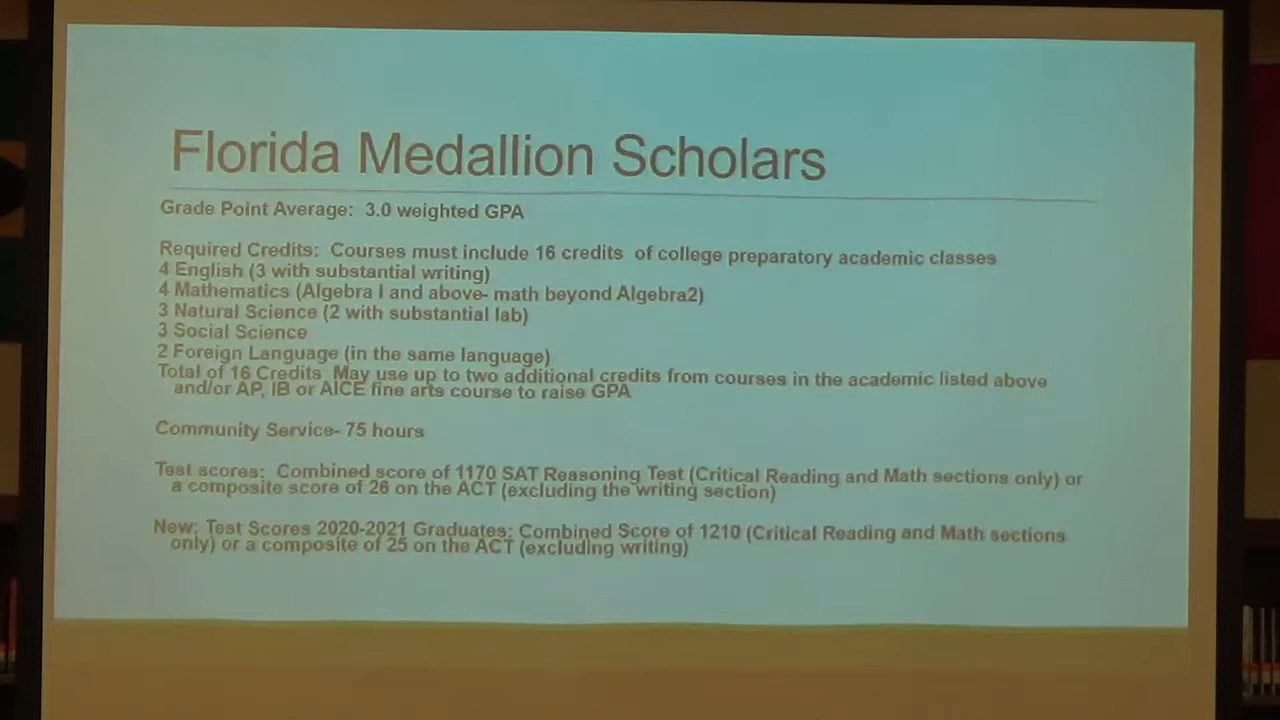 Florida Medallion Scholars
Grade Point Average: 3.0 weighted GPA
Required Credits: Courses must include 16 credits of college preparatory academic classes
4 English (3 with substantial writing)
4 Mathematics (Algebra I and above- math beyond Algebra2)
3 Natural Science (2 with substantial lab)
3 Social Science
2 Foreign Language (in the same language)
Total of 16 Credits May use up to two additional credits from courses in the academic listed above
and/or AP, IB or AICE fine arts course to raise GPA
Community Service- 75 hours
Test scores: Combined score of 1170 SAT Reasoning Test (Critical Reading and Math sections only) or
a composite score of 26 on the ACT (excluding the writing section)
New: Test Scores 2020-2021 Graduates: Combined Score of 1210 (Critical Reading and Math sections
only) or a composite of 25 on the ACT (excluding writing)